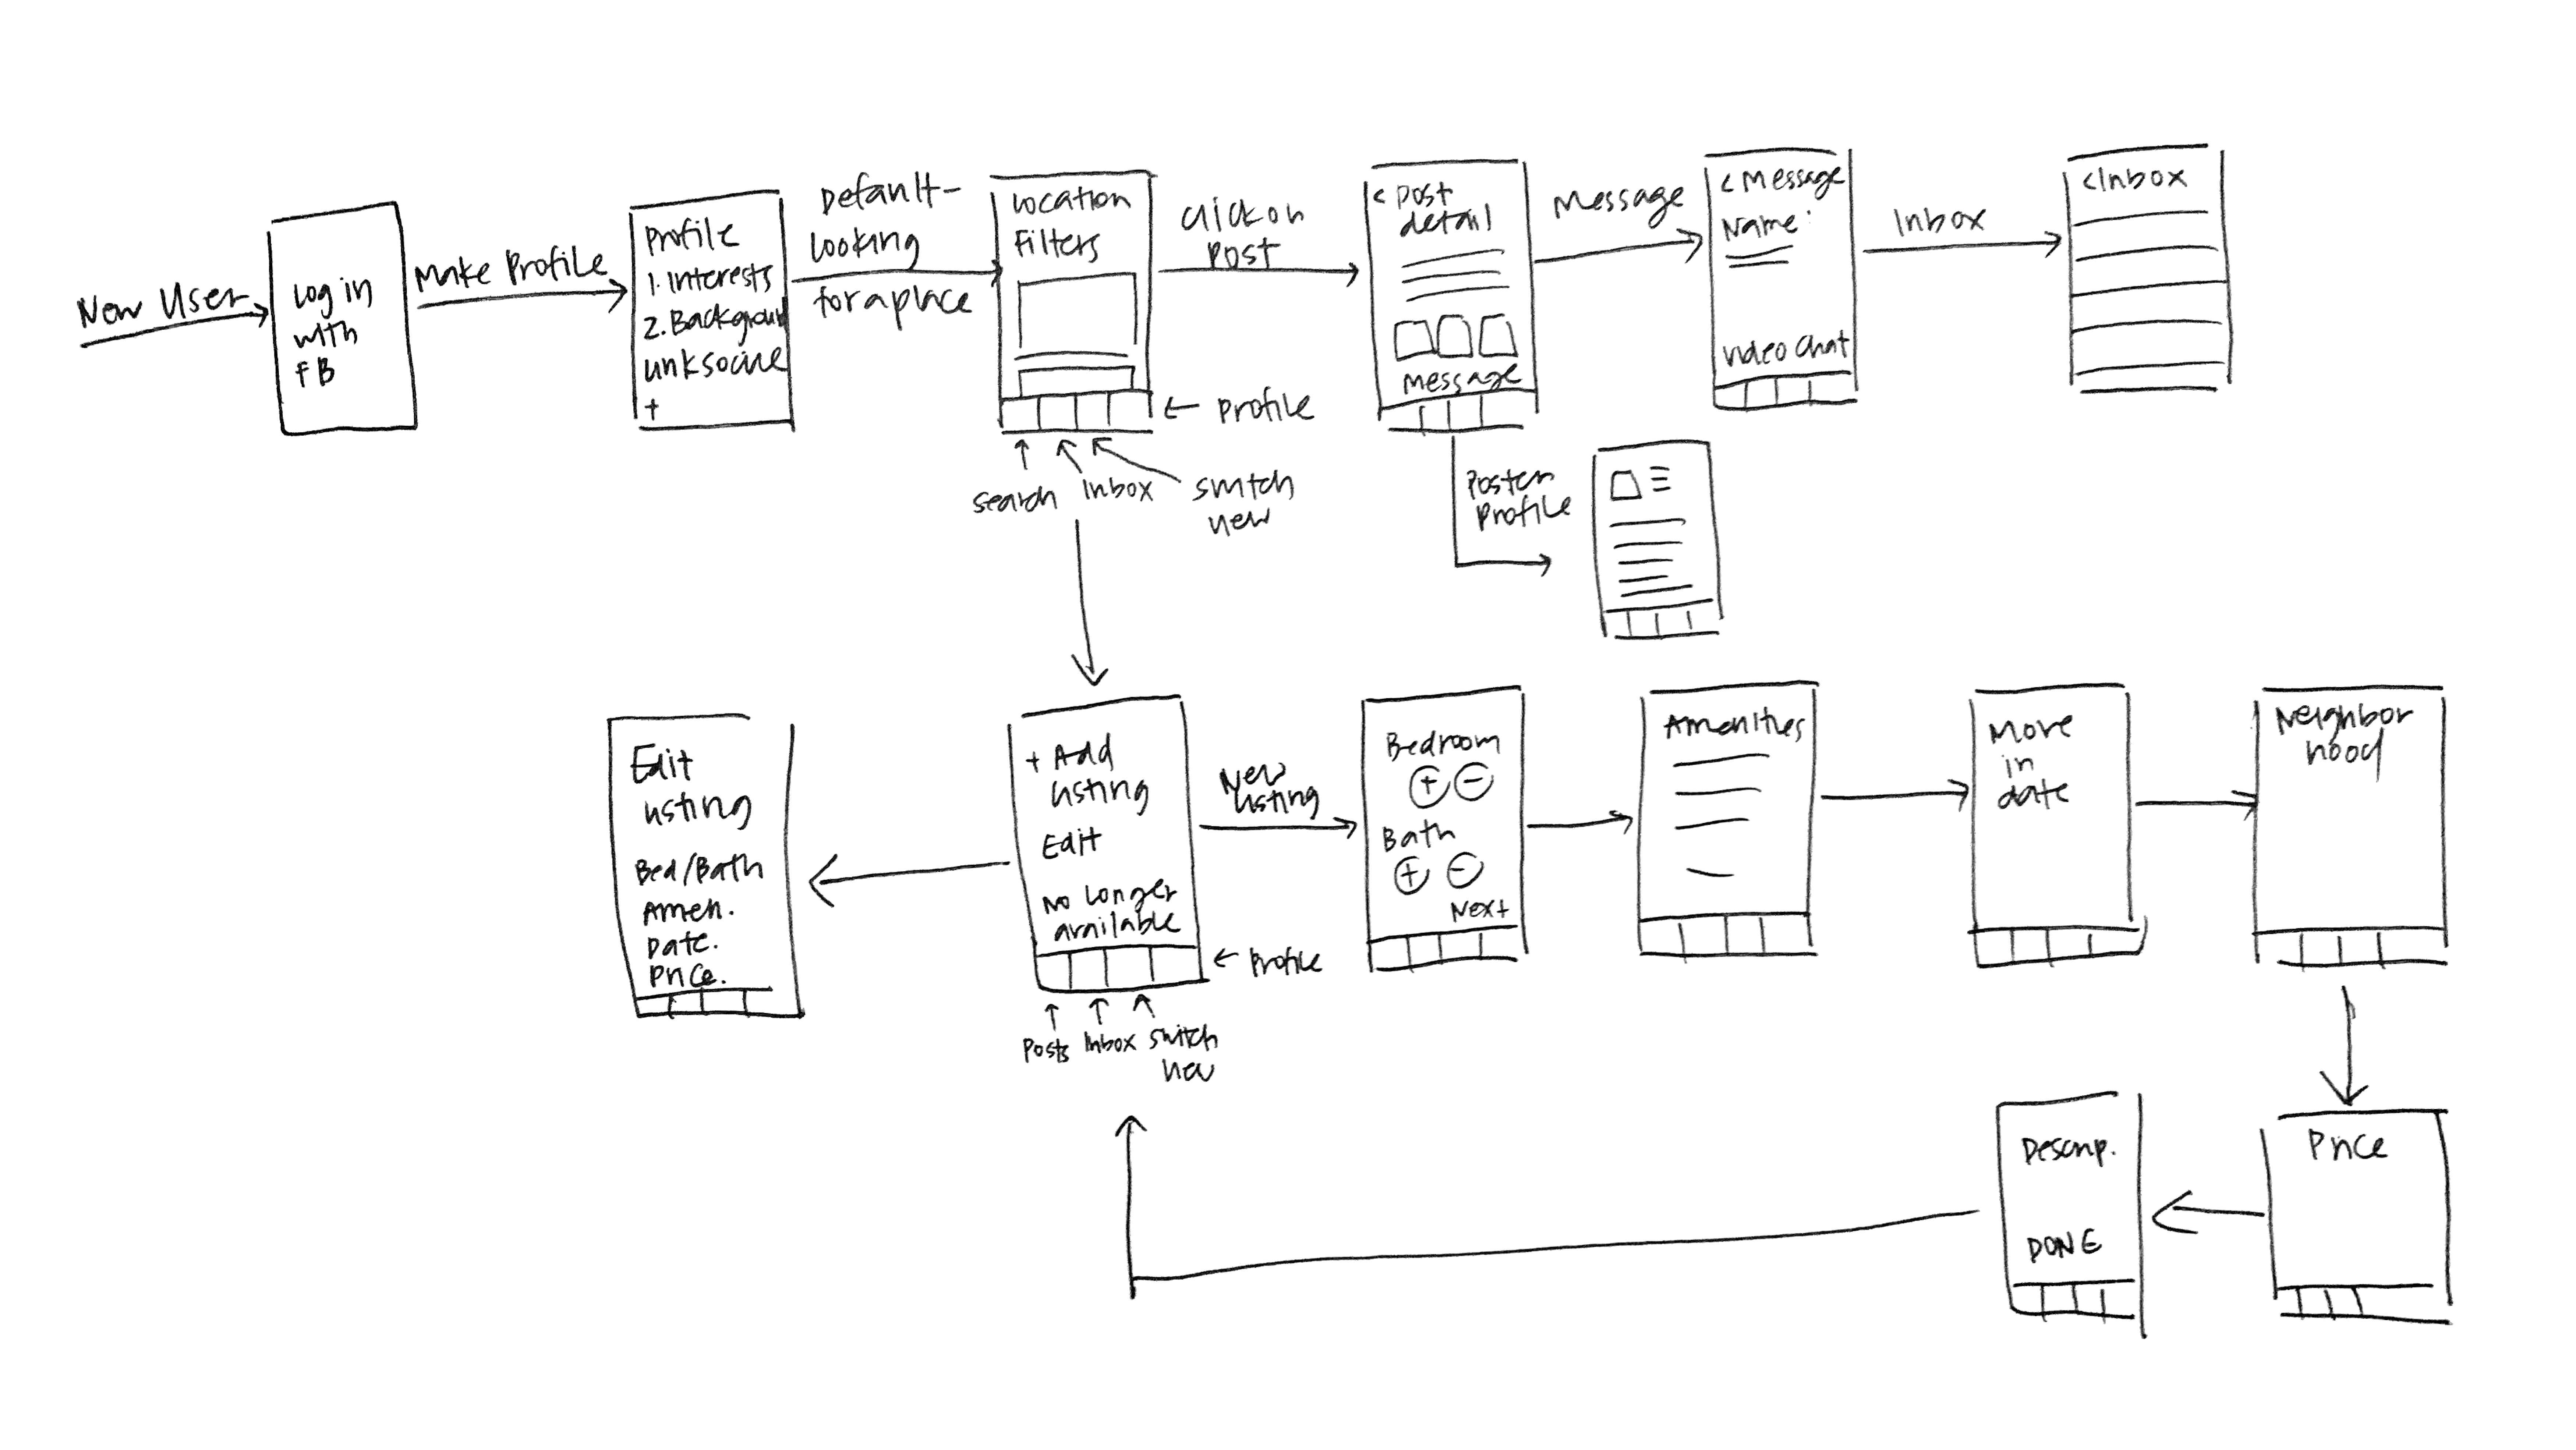 New User
Log in
with
FB
Make Profile
Profile
1. Interests
2. Background
Link social
+
Default-
Looking
for a place
Location
Filters
← Profile
Search
Inbox
Switch
view
Click on
Post
< Post
detail
Message
Poster
Profile
Message
< Message
Name:
Video Chat
Inbox
< Inbox
Edit
Listing
Bed/Bath
Amen.
Date.
Price.
+ Add
Listing
Edit
No Longer
available
← Profile
Posts
Inbox
Switch
view
New
Listing
Bedroom
+ −
Bath
+ −
Next
Amenities
Move
in
date
Neighbor
hood
Price
Descrip.
DONE